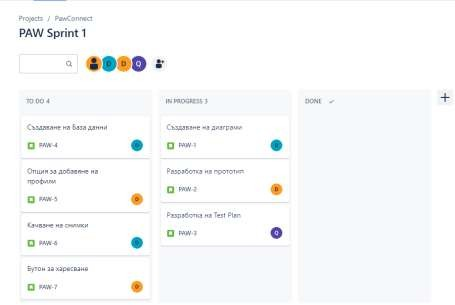 Projects / PawConnect
PAW Sprint 1
D D Q
TO DO 4
Създаване на База данни
PAW-4
D
Опция за добавяне на
профили
PAW-5
D
Качване на снимки
PAW-6
D
Бутон за харесване
PAW-7
D
IN PROGRESS 3
Създаване на диаграми
PAW-1
D
Разработка на прототип
PAW-2
D
Разработка на Test Plan
PAW-3
Q
DONE